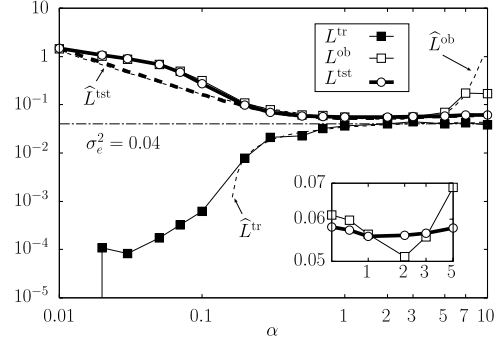 10
1
10⁻¹
10⁻²
10⁻³
10⁻⁴
10⁻⁵
L^tr
L^ob
L^tst
L̂^ob
L̂^tst
σ_e^2 = 0.04
L̂^tr
0.07
0.06
0.05
1 2 3 5
0.01 0.1 1 2 3 5 7 10
α